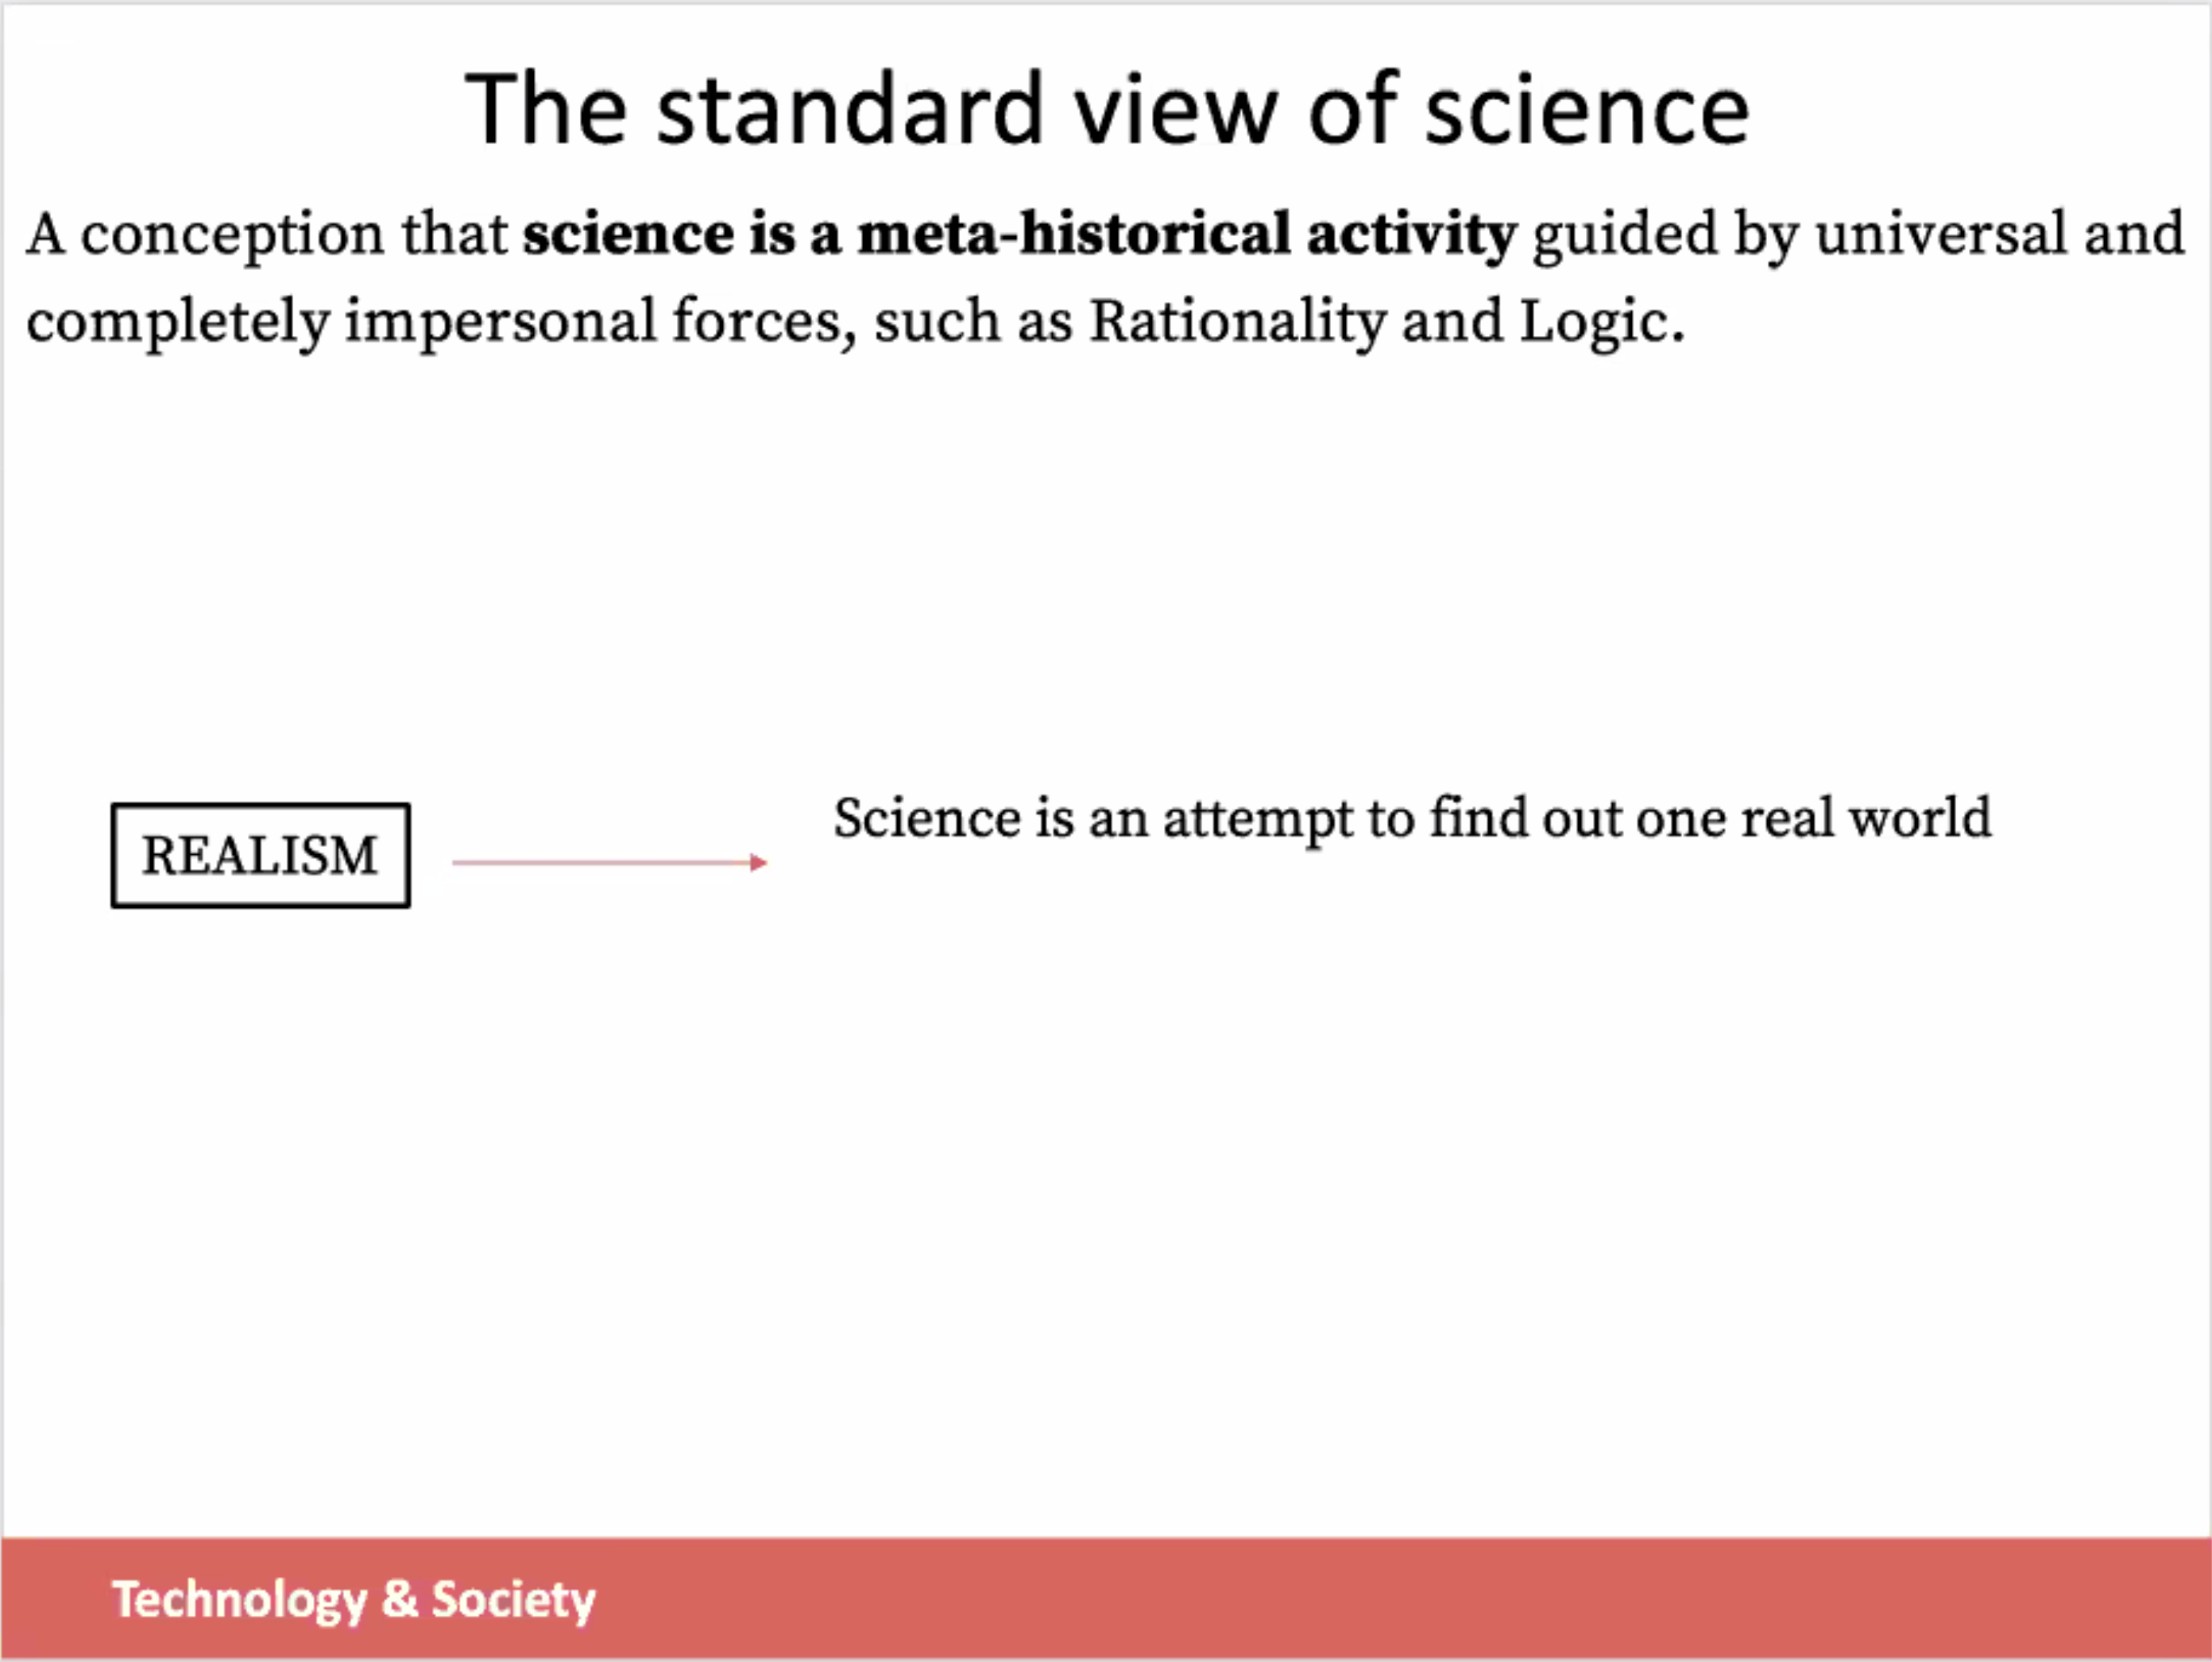 The standard view of science
A conception that science is a meta-historical activity guided by universal and
completely impersonal forces, such as Rationality and Logic.
REALISM
Science is an attempt to find out one real world
Technology & Society